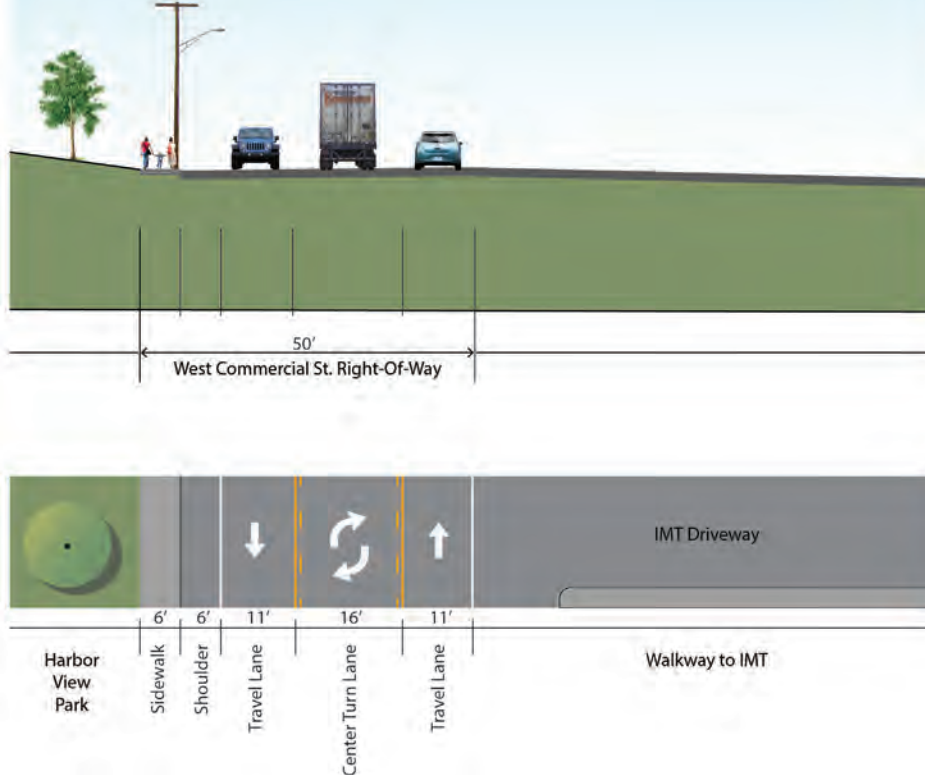 50′
West Commercial St. Right-Of-Way
IMT Driveway
6′ 6′ 11′ 16′ 11′
Harbor
View
Park
Sidewalk
Shoulder
Travel Lane
Center Turn Lane
Travel Lane
Walkway to IMT